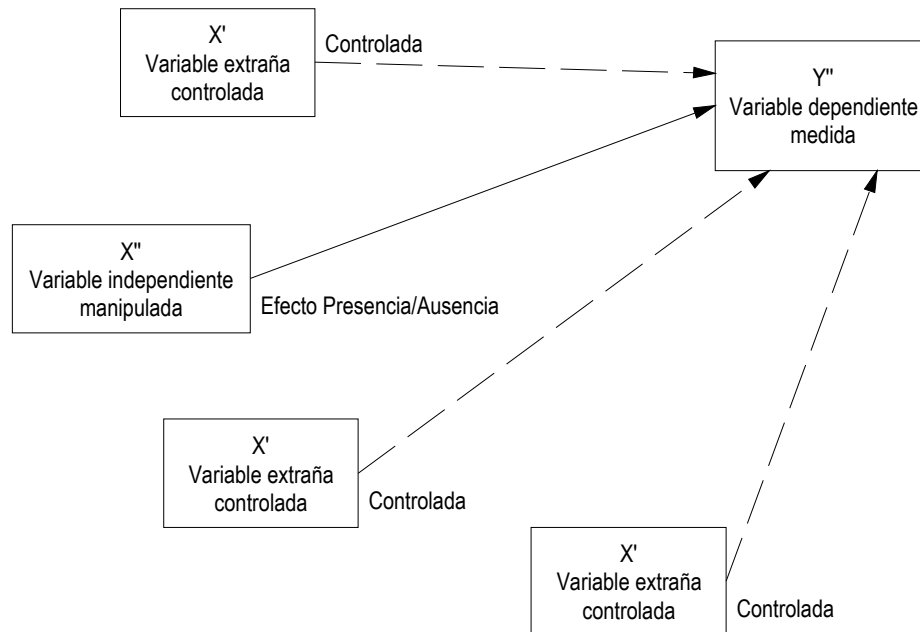 X'
Variable extraña
controlada
Controlada
Y"
Variable dependiente
medida
X"
Variable independiente
manipulada
Efecto Presencia/Ausencia
X'
Variable extraña
controlada
Controlada
X'
Variable extraña
controlada
Controlada